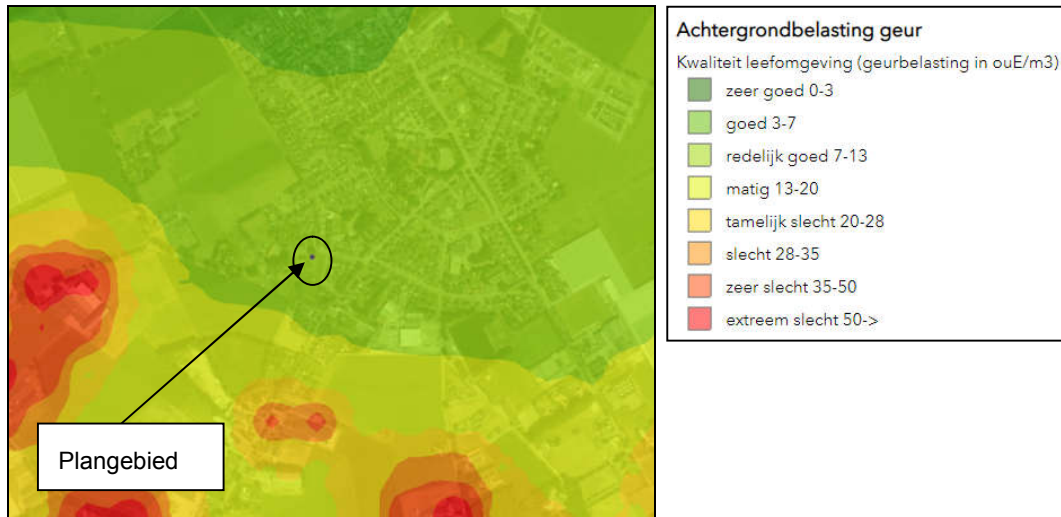 Plangebied
Achtergrondbelasting geur
Kwaliteit leefomgeving (geurbelasting in ouE/m3)
zeer goed 0-3
goed 3-7
redelijk goed 7-13
matig 13-20
tamelijk slecht 20-28
slecht 28-35
zeer slecht 35-50
extreem slecht 50->